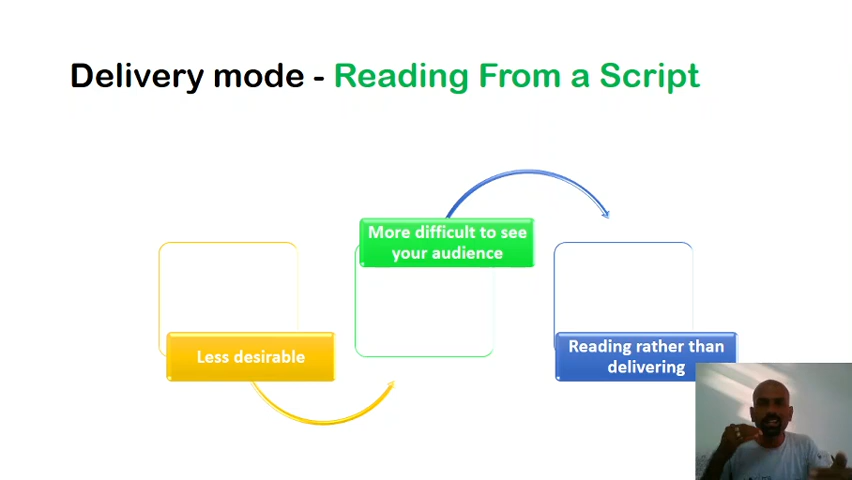 Delivery mode - Reading From a Script
More difficult to see
your audience
Less desirable
Reading rather than
delivering